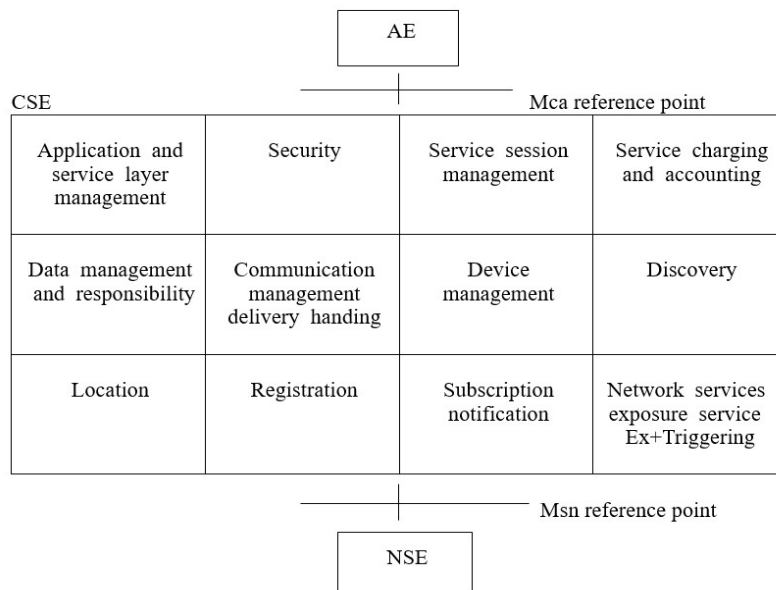 AE
CSE
Mca reference point
Application and
service layer
management
Security
Service session
management
Service charging
and accounting
Data management
and responsibility
Communication
management
delivery handing
Device
management
Discovery
Location
Registration
Subscription
notification
Network services
exposure service
Ex+Triggering
Msn reference point
NSE